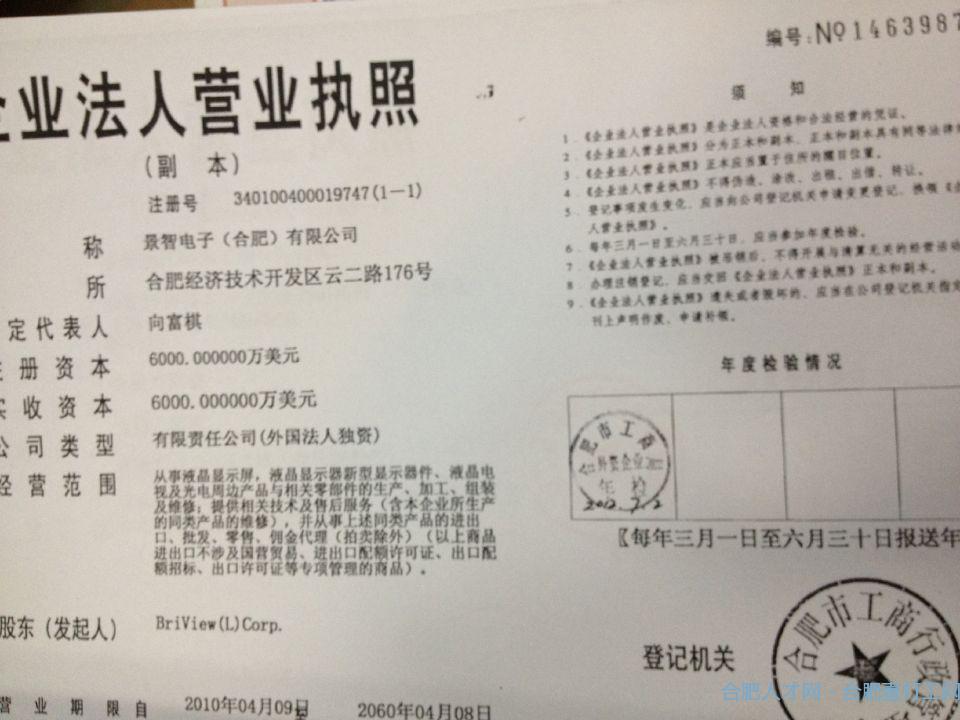 编号:№1463987
企业法人营业执照
(副 本)
注册号 340100400019747(1-1)
称 景智电子(合肥)有限公司
所 合肥经济技术开发区云二路176号
定代表人 向富棋
注册资本 6000.000000万美元
实收资本 6000.000000万美元
公司类型 有限责任公司(外国法人独资)
经营范围 从事液晶显示屏,液晶显示器新型显示器件、液晶电
视及光电周边产品与相关零部件的生产、加工、组装
及维修;提供相关技术及售后服务(含本企业所生产
的同类产品的维修),并从事上述同类产品的进出
口、批发、零售、佣金代理(拍卖除外)(以上商品
进出口不涉及国营贸易、进出口配额许可证、出口配
额招标、出口许可证等专项管理的商品)。
股东(发起人) BriView(L)Corp.
营业期限自 2010年04月09日至 2060年04月08日
须 知
1.《企业法人营业执照》是企业法人资格和合法经营的凭证。
2.《企业法人营业执照》分为正本和副本,正本和副本具有同等法律
3.《企业法人营业执照》正本应当置于住所的醒目位置。
4.《企业法人营业执照》不得伪造、涂改、出租、出借、转让。
5.登记事项发生变化,应当向公司登记机关申请变更登记,换领《企
人营业执照》。
6.每年三月一日至六月三十日,应当参加年度检验。
7.《企业法人营业执照》被吊销后,不得开展与清算无关的经营活动
8.办理注销登记,应当交回《企业法人营业执照》正本和副本。
9.《企业法人营业执照》遗失或者毁坏的,应当在公司登记机关指定
刊上声明作废,申请补领。
年度检验情况
合肥市工商
外资企业
年检
〖每年三月一日至六月三十日报送年
登记机关
合肥市工商行政
合肥人才网 - 合肥